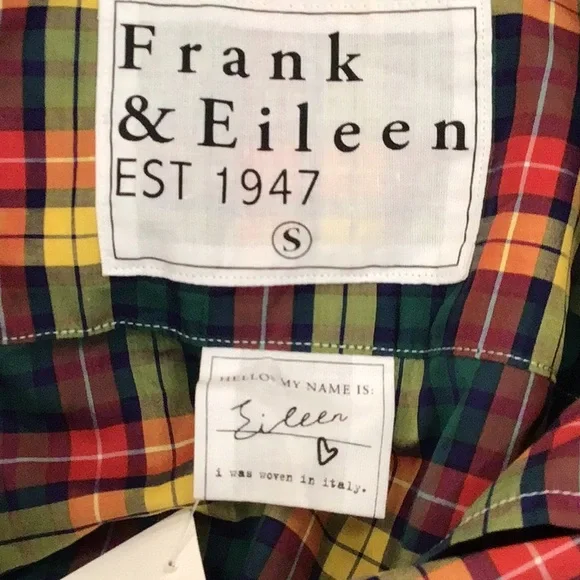 Frank
& Eileen
EST 1947
S
HELLO! MY NAME IS:
Eileen
i was woven in italy.